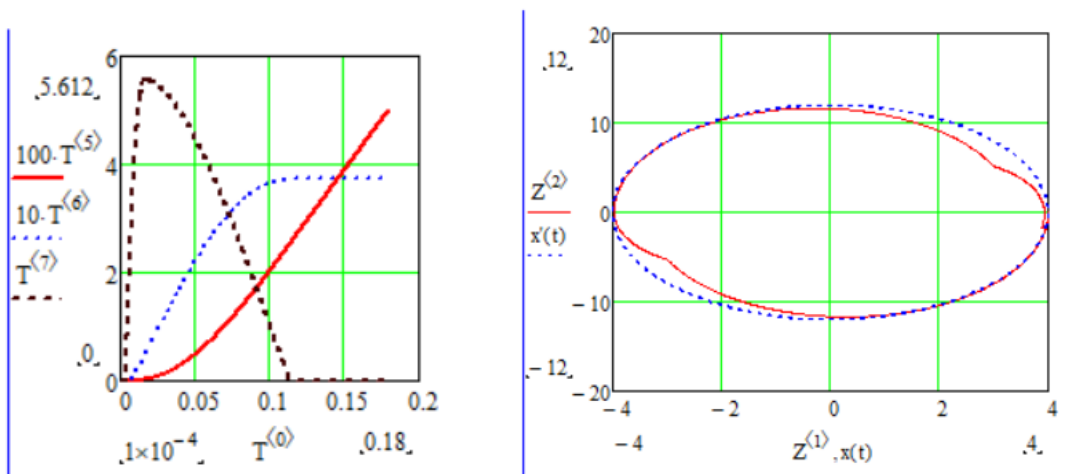 6
5.612
100·T⟨5⟩
4
10·T⟨6⟩
T⟨7⟩
2
0
0
0 0.05 0.1 0.15 0.2
1×10⁻⁴ T⟨0⟩ 0.18
20
12
10
Z⟨2⟩
0
x'(t)
−10
−12
−20
−4 −2 0 2 4
−4 Z⟨1⟩,x(t) 4